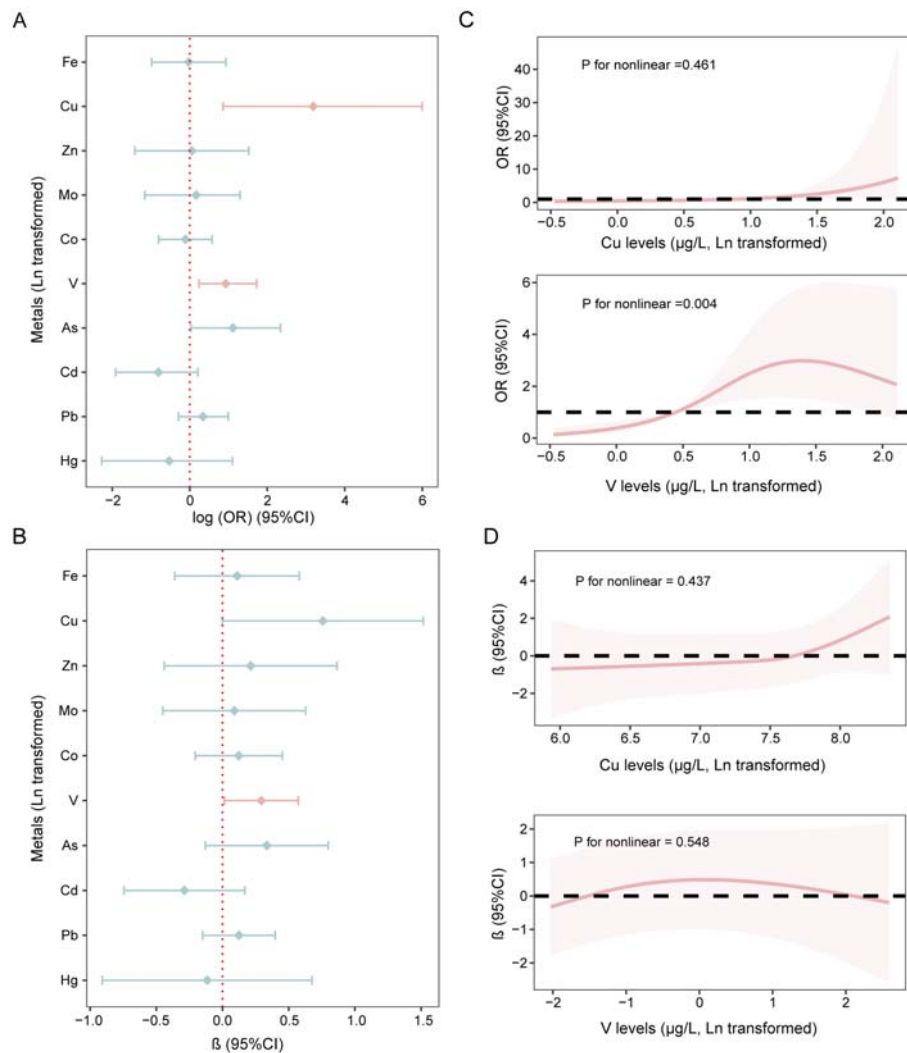 A
Metals (Ln transformed)
Fe
Cu
Zn
Mo
Co
V
As
Cd
Pb
Hg
−2 0 2 4 6
log (OR) (95%CI)
C
OR (95%CI)
P for nonlinear =0.461
40
30
20
10
0
−0.5 0.0 0.5 1.0 1.5 2.0
Cu levels (µg/L, Ln transformed)
OR (95%CI)
P for nonlinear =0.004
6
4
2
0
−0.5 0.0 0.5 1.0 1.5 2.0
V levels (µg/L, Ln transformed)
B
Metals (Ln transformed)
Fe
Cu
Zn
Mo
Co
V
As
Cd
Pb
Hg
−1.0 −0.5 0.0 0.5 1.0 1.5
ß (95%CI)
D
ß (95%CI)
P for nonlinear = 0.437
4
2
0
−2
6.0 6.5 7.0 7.5 8.0
Cu levels (µg/L, Ln transformed)
ß (95%CI)
P for nonlinear = 0.548
2
1
0
−1
−2
−2 −1 0 1 2
V levels (µg/L, Ln transformed)